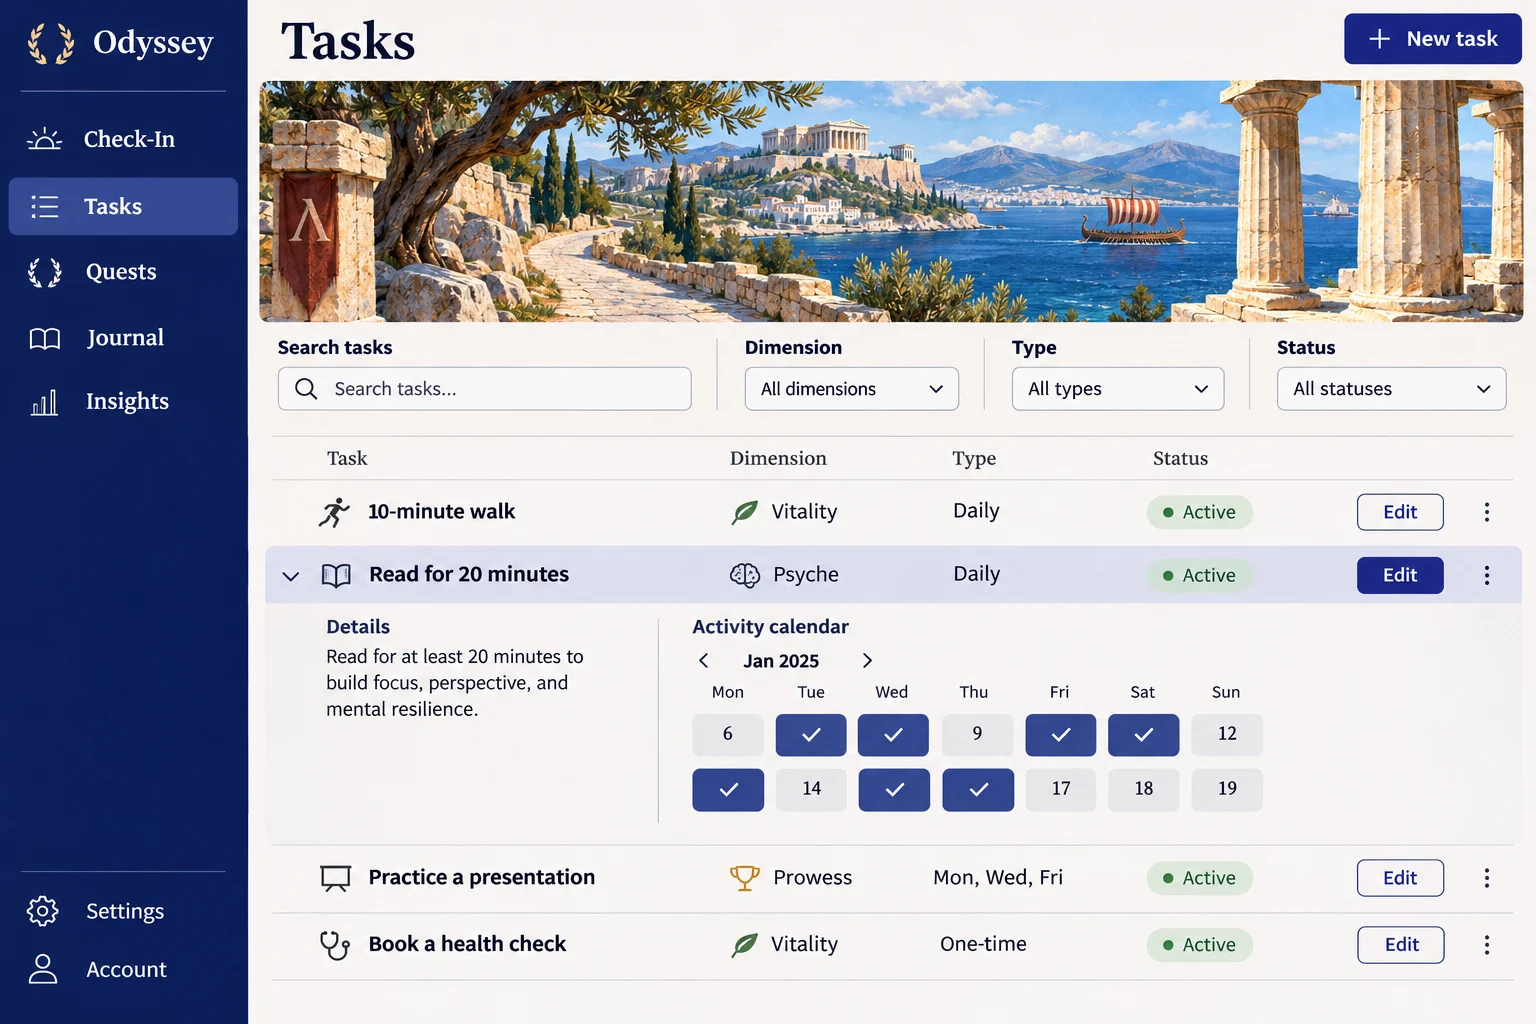 Odyssey
Check-In
Tasks
Quests
Journal
Insights
Settings
Account
Tasks
+ New task
Λ
Search tasks
Search tasks...
Dimension
All dimensions
Type
All types
Status
All statuses
Task Dimension Type Status
10-minute walk Vitality Daily Active Edit
Read for 20 minutes Psyche Daily Active Edit
Details
Read for at least 20 minutes to
build focus, perspective, and
mental resilience.
Activity calendar
Jan 2025
Mon Tue Wed Thu Fri Sat Sun
6 9 12
14 17 18 19
Practice a presentation Prowess Mon, Wed, Fri Active Edit
Book a health check Vitality One-time Active Edit